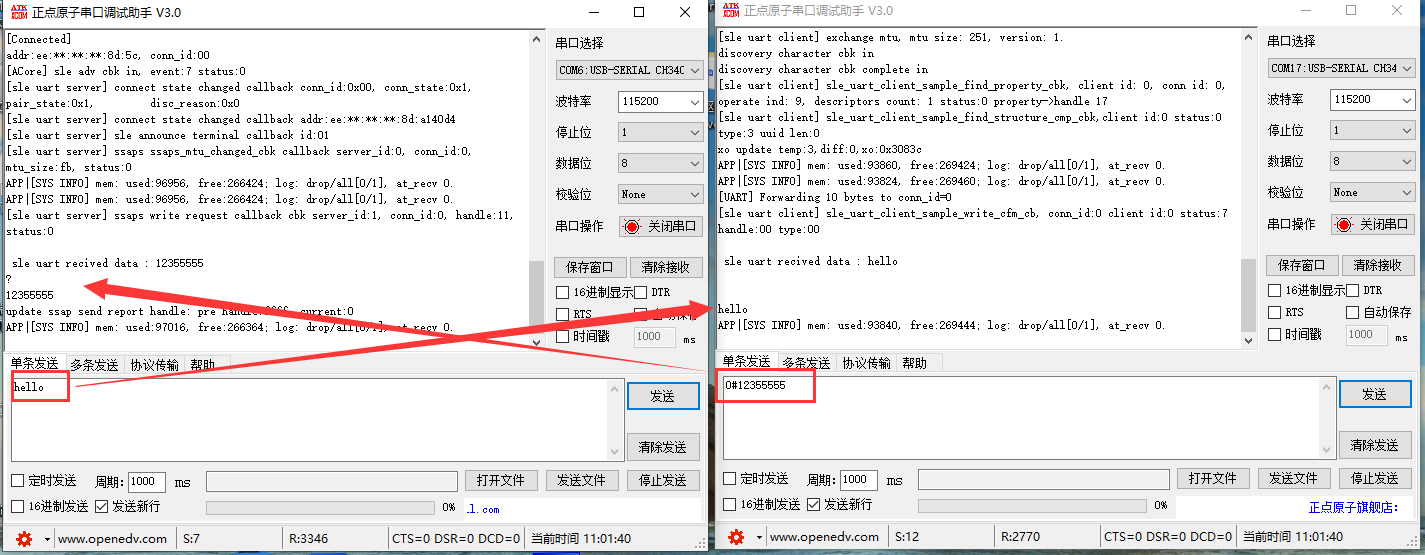 正点原子串口调试助手 V3.0
[Connected]
addr:ee:**:**:**:8d:5c, conn_id:00
[ACore] sle adv cbk in, event:7 status:0
[sle uart server] connect state changed callback conn_id:0x00, conn_state:0x1,
pair_state:0x1, disc_reason:0x0
[sle uart server] connect state changed callback addr:ee:**:**:**:8d:a140d4
[sle uart server] sle announce terminal callback id:01
[sle uart server] ssaps ssaps_mtu_changed_cbk callback server_id:0, conn_id:0,
mtu_size:fb, status:0
APP|[SYS INFO] mem: used:96956, free:266424; log: drop/all[0/1], at_recv 0.
APP|[SYS INFO] mem: used:96956, free:266424; log: drop/all[0/1], at_recv 0.
[sle uart server] ssaps write request callback cbk server_id:1, conn_id:0, handle:11,
status:0
sle uart recived data : 12355555
?
12355555
update ssap send report handle: pre handle: current:0
APP|[SYS INFO] mem: used:97016, free:266364; log: drop/all[0/1], at_recv 0.
串口选择
COM6:USB-SERIAL CH340
波特率 115200
停止位 1
数据位 8
校验位 None
串口操作 关闭串口
保存窗口 清除接收
16进制显示 DTR
RTS
时间戳 1000 ms
单条发送 多条发送 协议传输 帮助
hello
发送
清除发送
定时发送 周期: 1000 ms 打开文件 发送文件 停止发送
16进制发送 发送新行 0% .l.com
www.openedv.com S:7 R:3346 CTS=0 DSR=0 DCD=0 当前时间 11:01:40
正点原子串口调试助手 V3.0
[sle uart client] exchange mtu, mtu size: 251, version: 1.
discovery character cbk in
discovery character cbk complete in
[sle uart client] sle_uart_client_sample_find_property_cbk, client id: 0, conn id: 0,
operate ind: 9, descriptors count: 1 status:0 property->handle 17
[sle uart client] sle_uart_client_sample_find_structure_cmp_cbk,client id:0 status:0
type:3 uuid len:0
xo update temp:3,diff:0,xo:0x3083c
APP|[SYS INFO] mem: used:93860, free:269424; log: drop/all[0/1], at_recv 0.
APP|[SYS INFO] mem: used:93824, free:269460; log: drop/all[0/1], at_recv 0.
[UART] Forwarding 10 bytes to conn_id=0
[sle uart client] sle_uart_client_sample_write_cfm_cb, conn_id:0 client id:0 status:7
handle:00 type:00
sle uart recived data : hello
hello
APP|[SYS INFO] mem: used:93840, free:269444; log: drop/all[0/1], at_recv 0.
串口选择
COM17:USB-SERIAL CH34
波特率 115200
停止位 1
数据位 8
校验位 None
串口操作 关闭串口
保存窗口 清除接收
16进制显示 DTR
RTS 自动保存
时间戳 1000 ms
单条发送 多条发送 协议传输 帮助
0#12355555
发送
清除发送
定时发送 周期: 1000 ms 打开文件 发送文件 停止发送
16进制发送 发送新行 0% 正点原子旗舰店:
www.openedv.com S:12 R:2770 CTS=0 DSR=0 DCD=0 当前时间 11:01:40